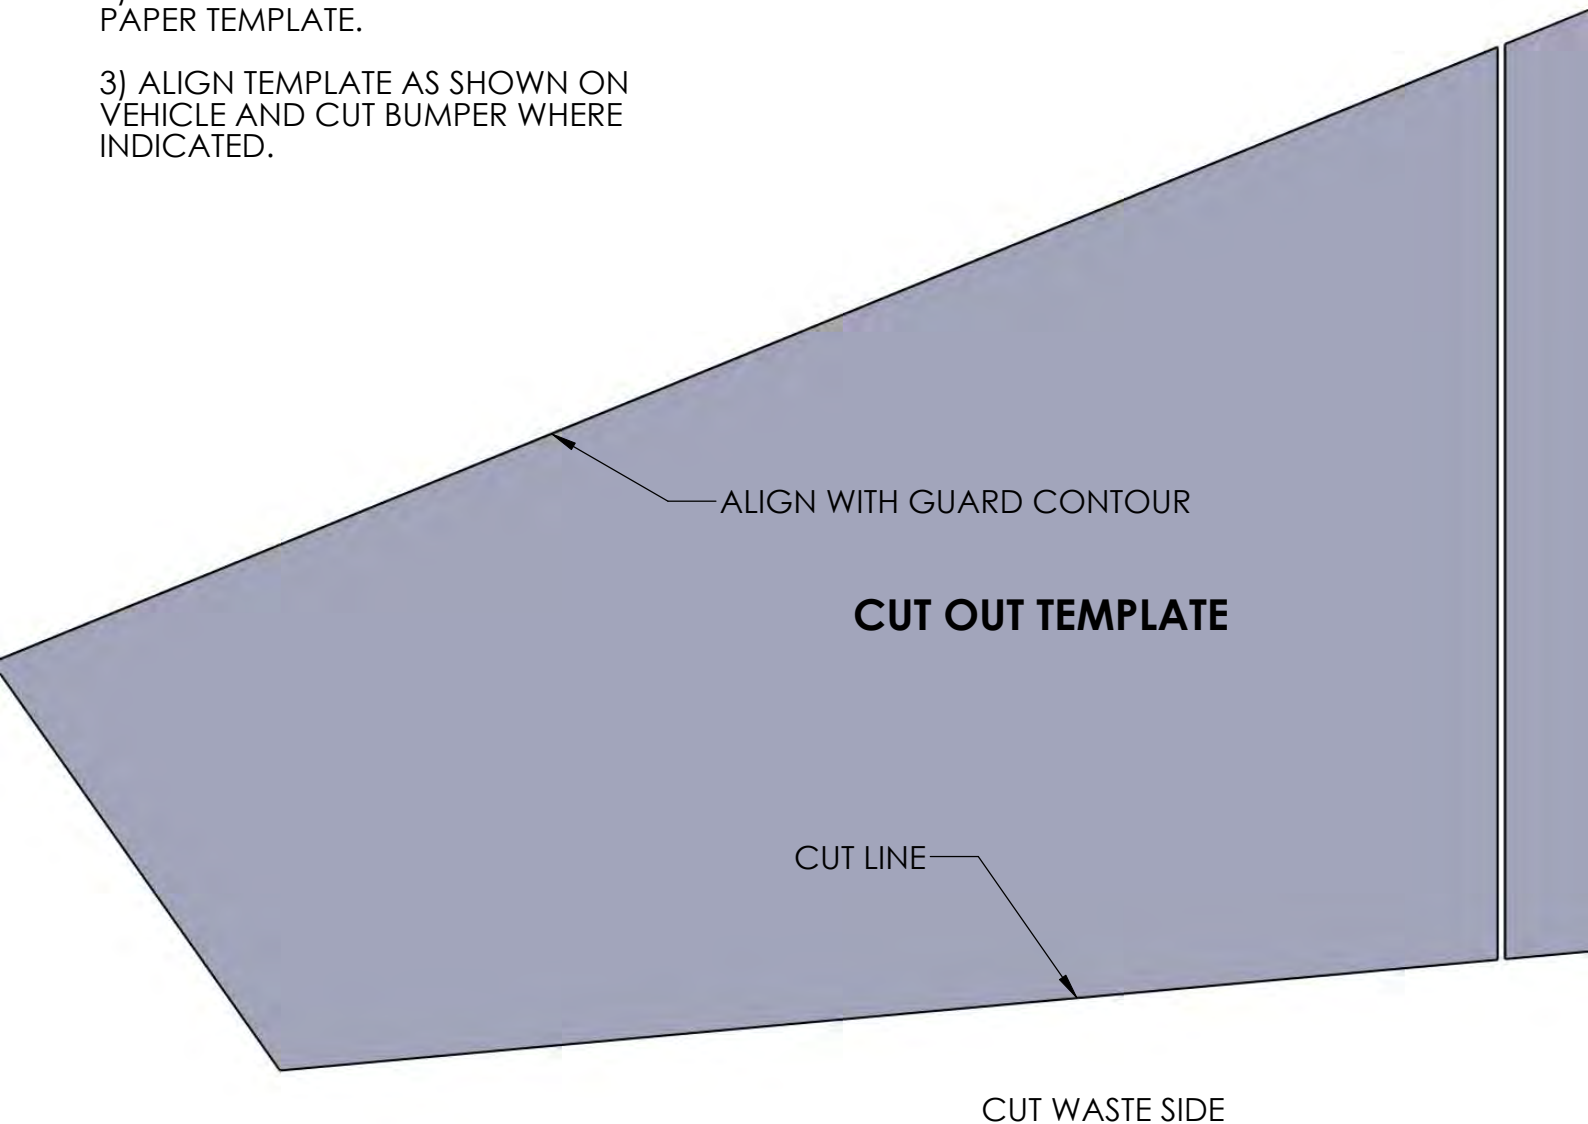 PAPER TEMPLATE.
3) ALIGN TEMPLATE AS SHOWN ON
VEHICLE AND CUT BUMPER WHERE
INDICATED.
ALIGN WITH GUARD CONTOUR
CUT OUT TEMPLATE
CUT LINE
CUT WASTE SIDE